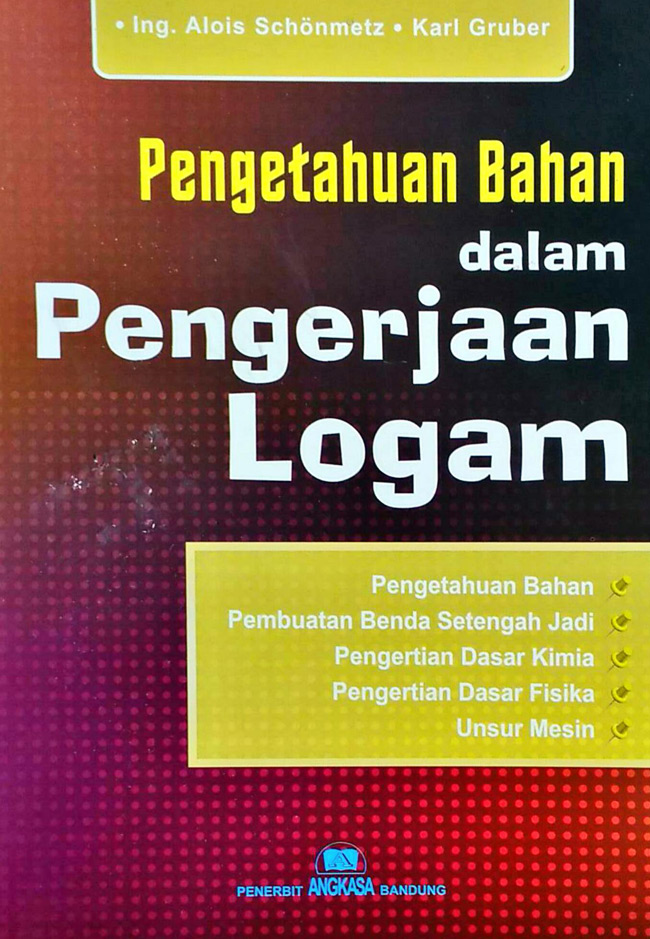 • Ing. Alois Schönmetz • Karl Gruber
Pengetahuan Bahan
dalam
Pengerjaan
Logam
Pengetahuan Bahan
Pembuatan Benda Setengah Jadi
Pengertian Dasar Kimia
Pengertian Dasar Fisika
Unsur Mesin
PENERBIT ANGKASA BANDUNG